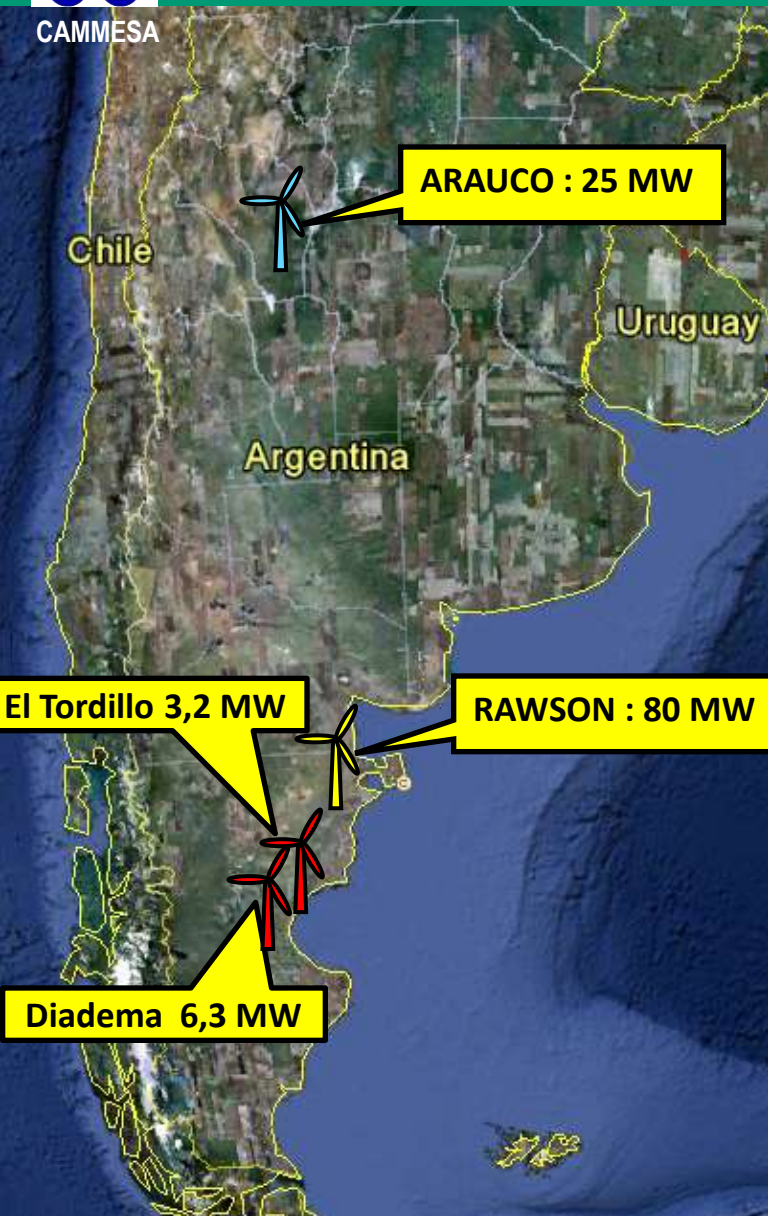 CAMMESA
ARAUCO : 25 MW
Chile
Uruguay
Argentina
El Tordillo 3,2 MW
RAWSON : 80 MW
Diadema 6,3 MW